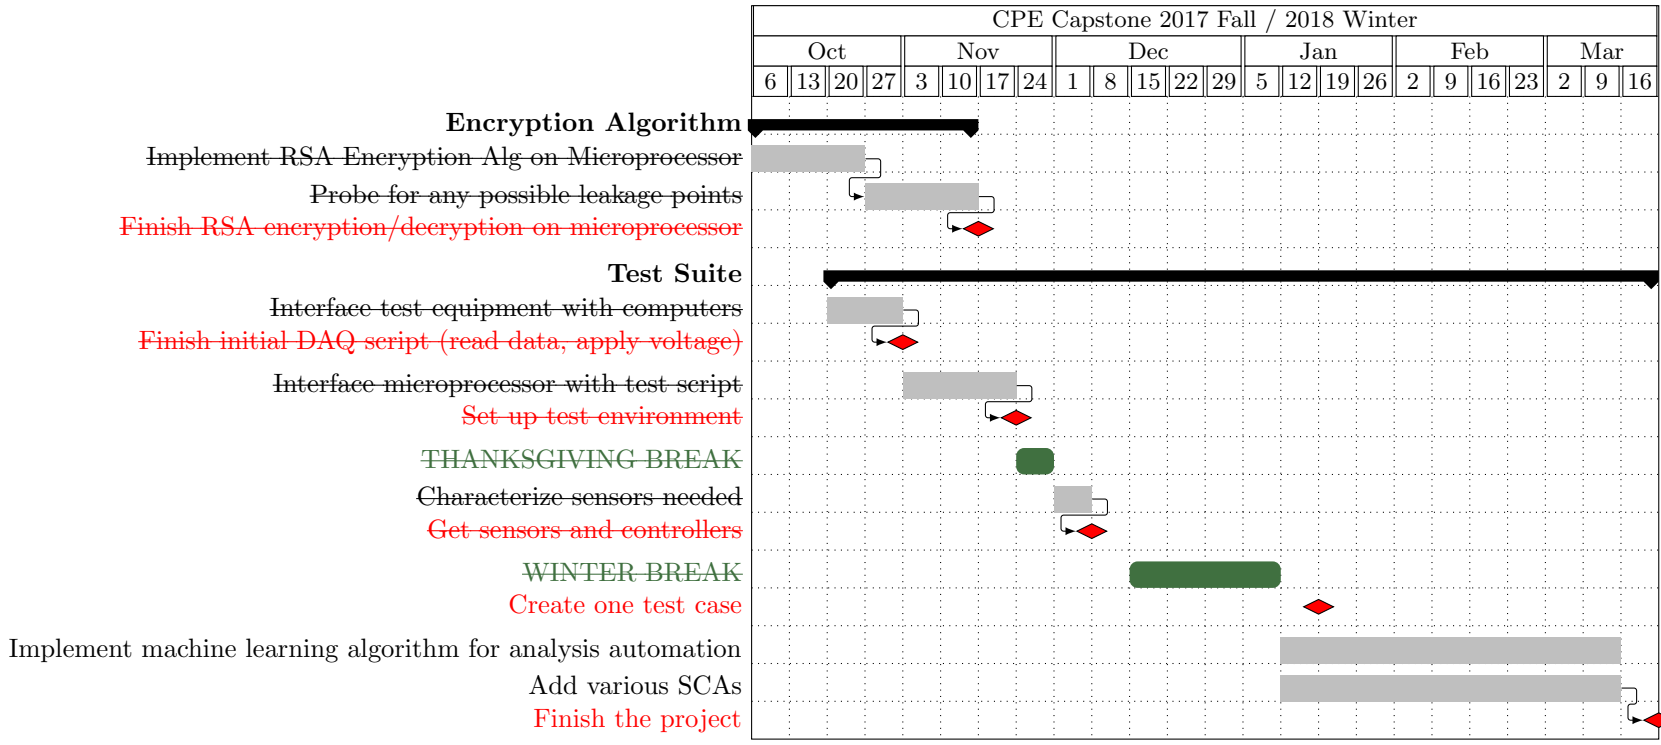 CPE Capstone 2017 Fall / 2018 Winter
Oct Nov Dec Jan Feb Mar
6 13 20 27 3 10 17 24 1 8 15 22 29 5 12 19 26 2 9 16 23 2 9 16
Encryption Algorithm
Implement RSA Encryption Alg on Microprocessor
Probe for any possible leakage points
Finish RSA encryption/decryption on microprocessor
Test Suite
Interface test equipment with computers
Finish initial DAQ script (read data, apply voltage)
Interface microprocessor with test script
Set up test environment
THANKSGIVING BREAK
Characterize sensors needed
Get sensors and controllers
WINTER BREAK
Create one test case
Implement machine learning algorithm for analysis automation
Add various SCAs
Finish the project